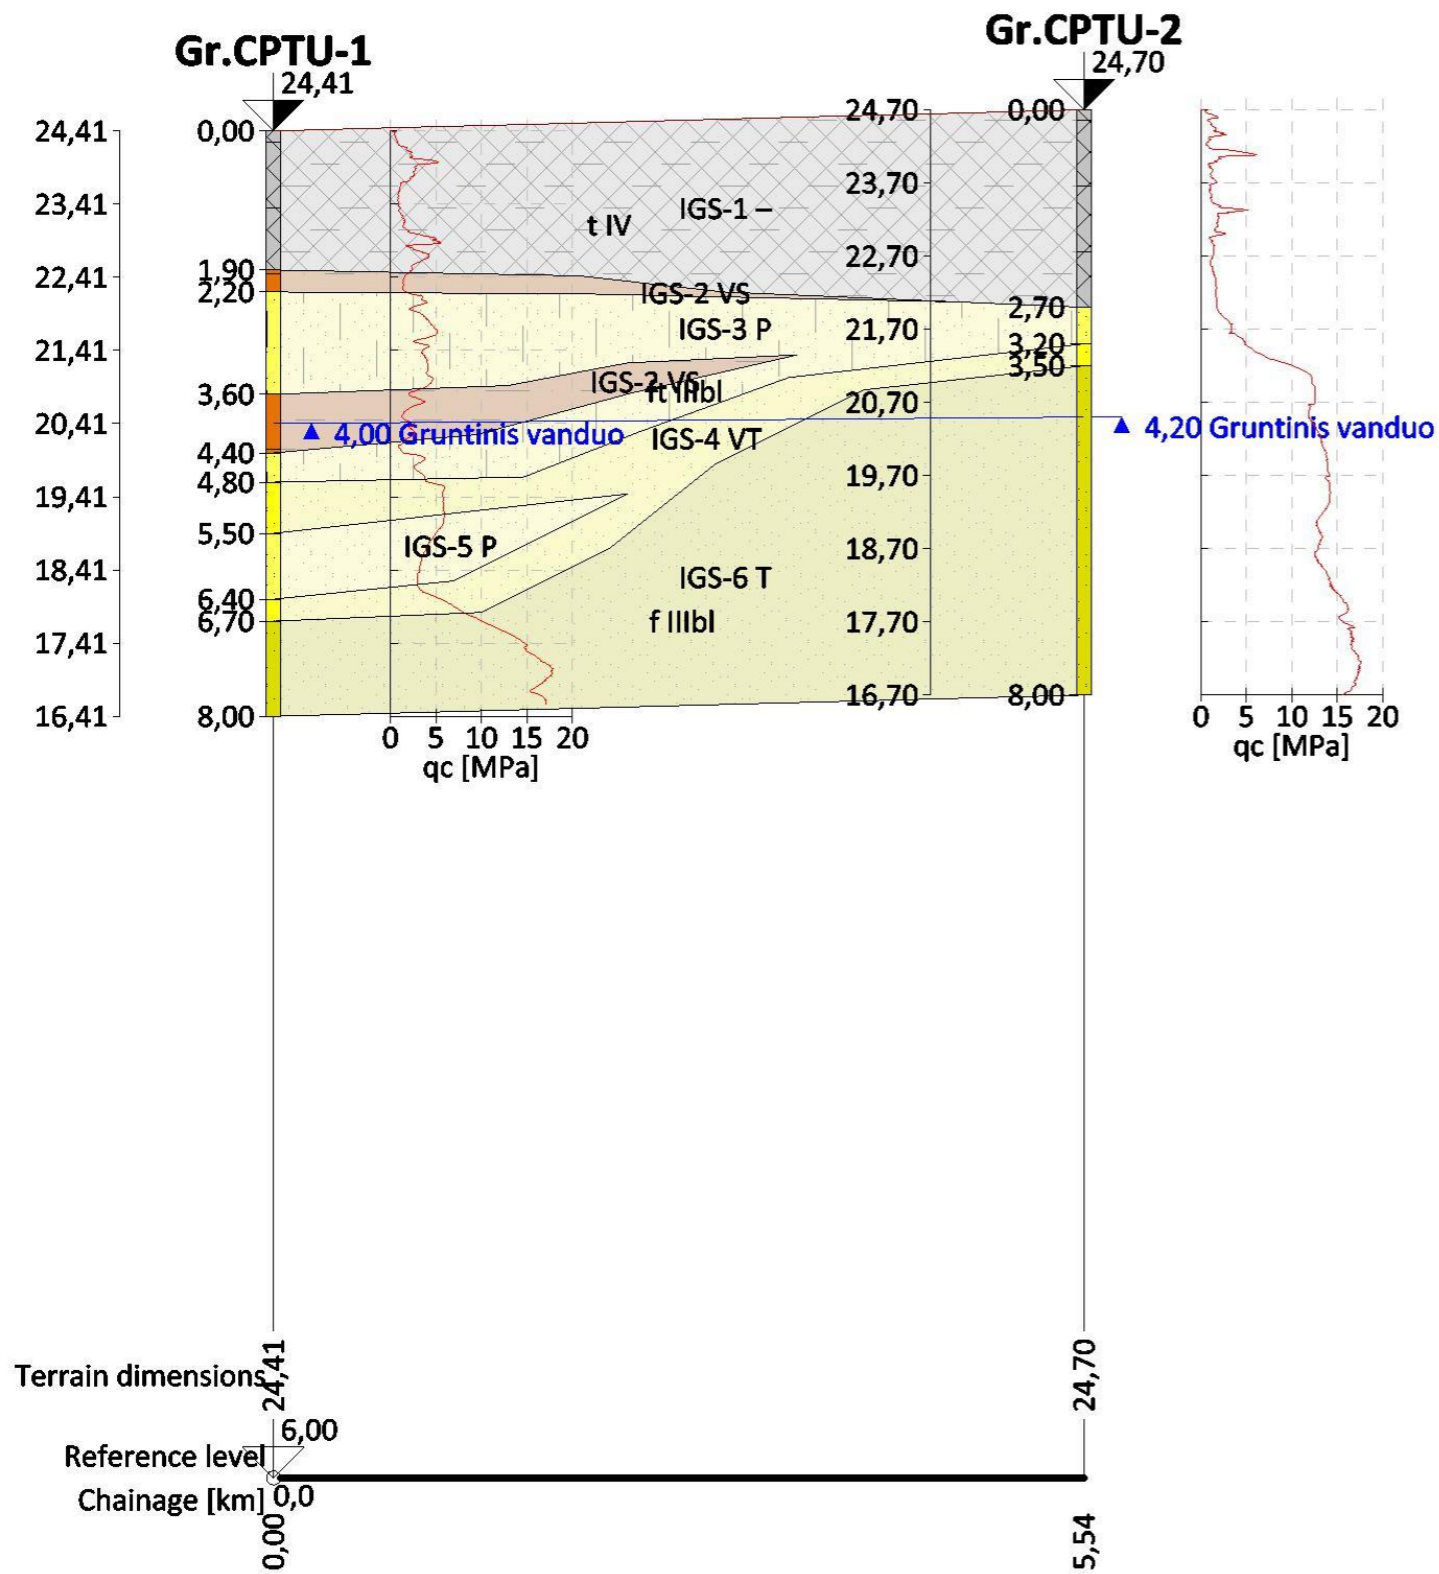 Gr.CPTU-1
24,41
Gr.CPTU-2
24,70
24,41
23,41
22,41
21,41
20,41
19,41
18,41
17,41
16,41
0,00
1,90
2,20
3,60
4,40
4,80
5,50
6,40
6,70
8,00
t IV
IGS-1 –
IGS-2 VS
IGS-3 P
IGS-2 VS
ft IIIbl
4,00 Gruntinis vanduo
IGS-4 VT
IGS-5 P
IGS-6 T
f IIIbl
24,70
23,70
22,70
21,70
20,70
19,70
18,70
17,70
16,70
0,00
2,70
3,20
3,50
8,00
4,20 Gruntinis vanduo
0 5 10 15 20
qc [MPa]
0 5 10 15 20
qc [MPa]
Terrain dimensions
24,41
24,70
6,00
Reference level
Chainage [km]
0,0
0,00
5,54